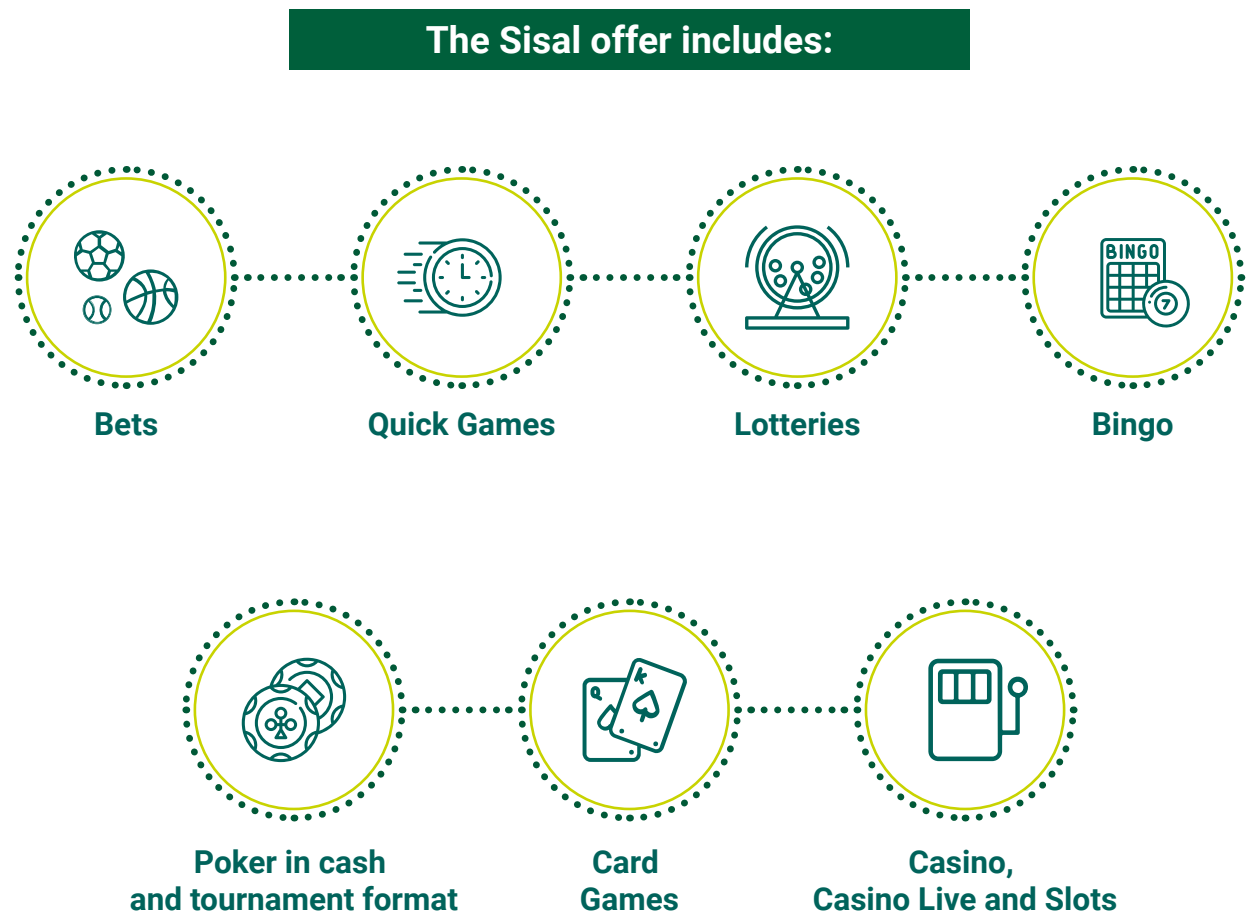 The Sisal offer includes:
BINGO
7
Bets
Quick Games
Lotteries
Bingo
Q
K
Poker in cash
and tournament format
Card
Games
Casino,
Casino Live and Slots